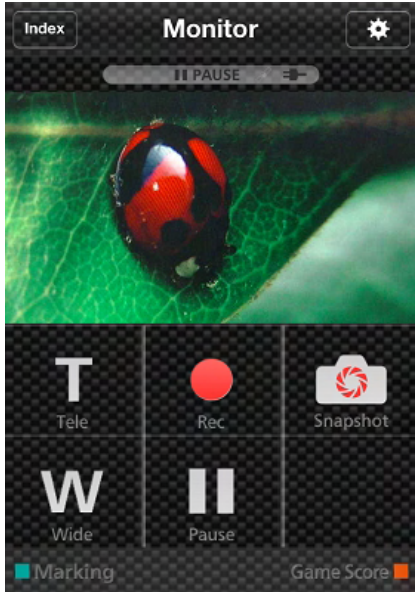 Index Monitor
PAUSE
T
Tele
Rec
Snapshot
W
Wide
Pause
Marking Game Score